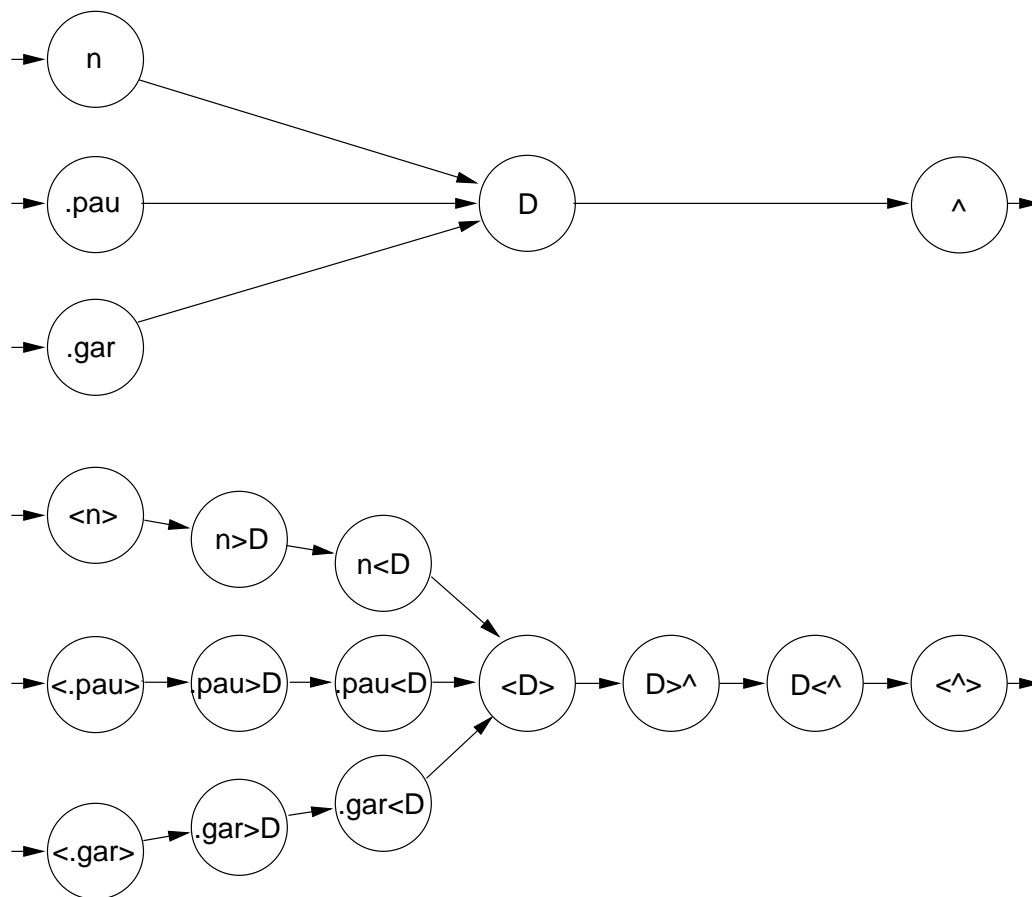 n
.pau
D
^
.gar
<n>
n>D
n<D
<.pau>
.pau>D
.pau<D
<D>
D>^
D<^
<^>
<.gar>
.gar>D
.gar<D